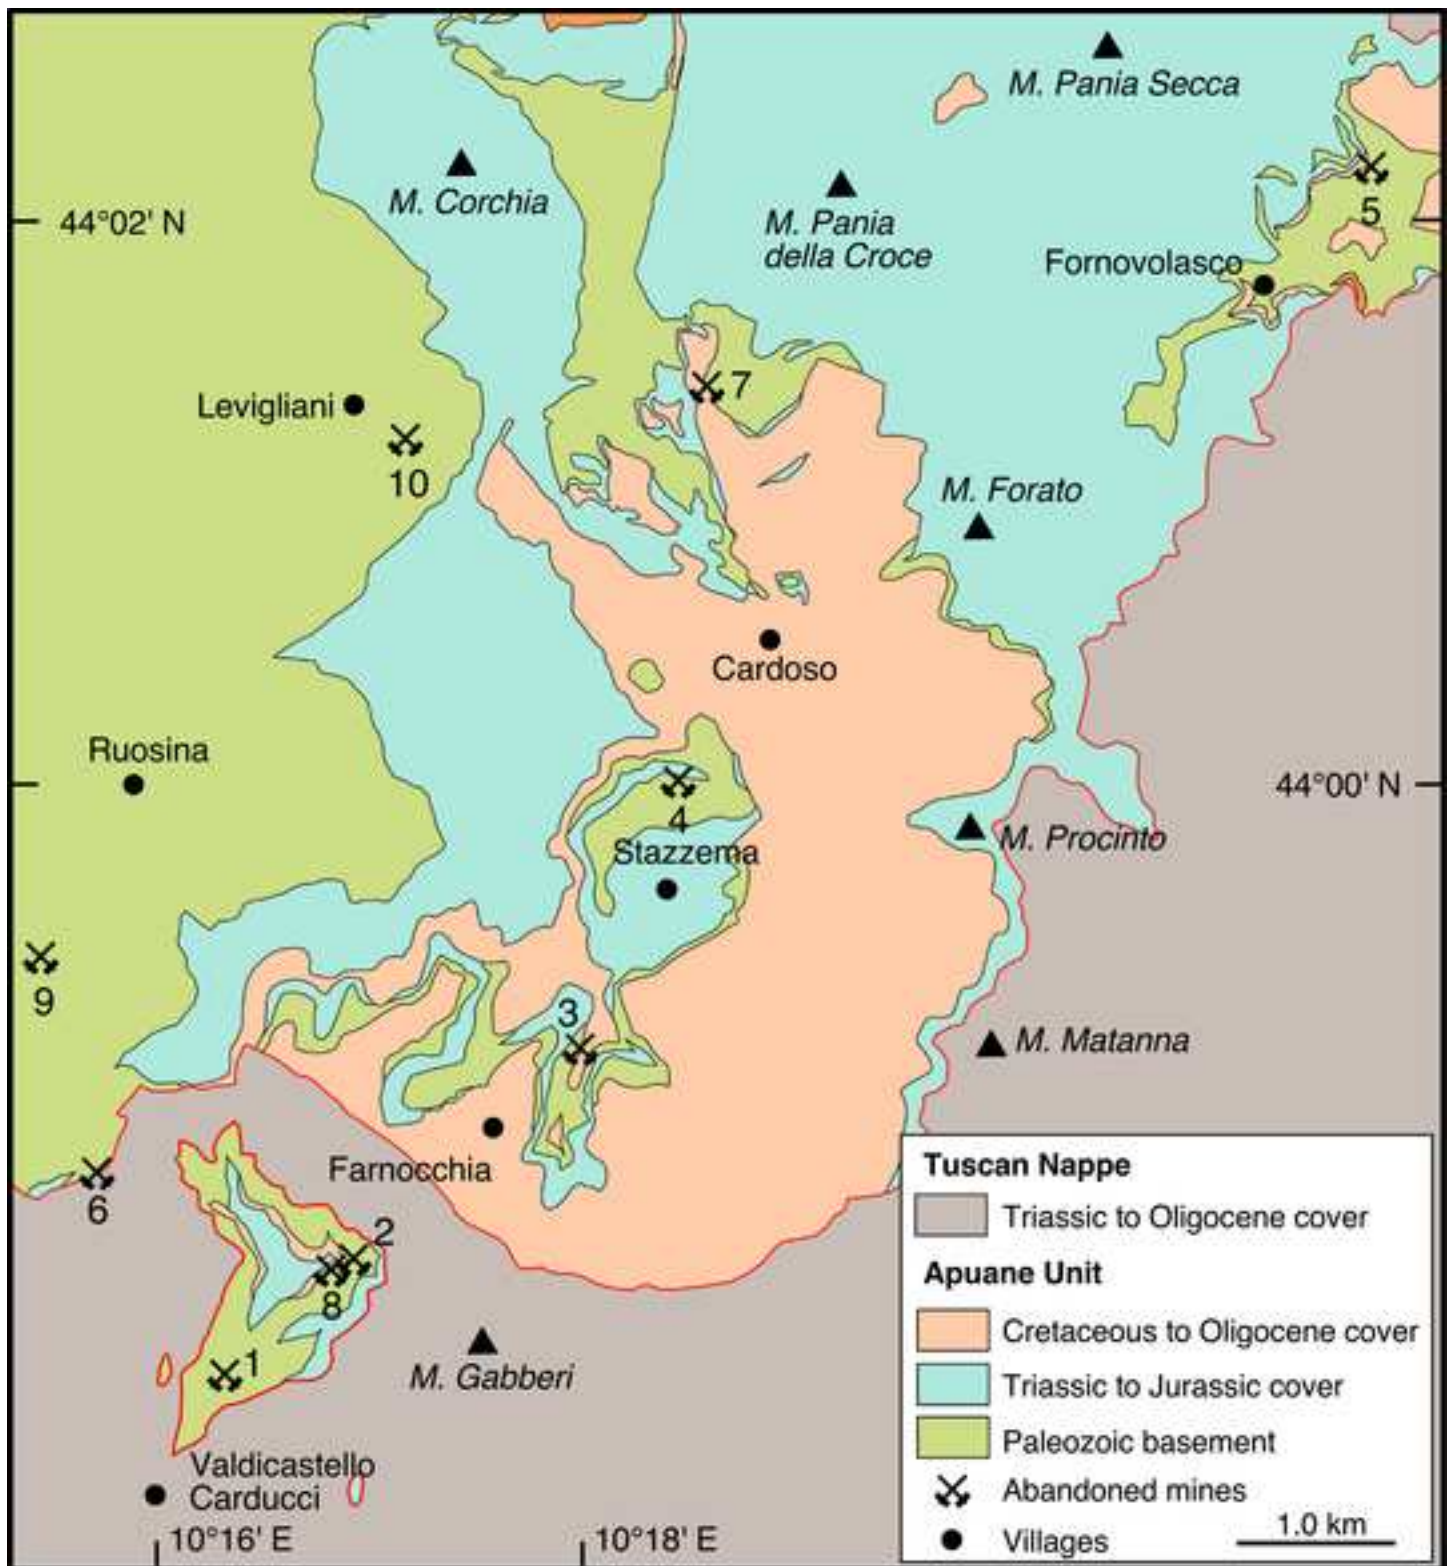 M. Pania Secca
M. Corchia
44°02' N
M. Pania
della Croce
5
Fornovolasco
7
Levigliani
10
M. Forato
Cardoso
Ruosina
44°00' N
4
M. Procinto
Stazzema
9
3
M. Matanna
Farnocchia
6
2
8
1
M. Gabberi
Valdicastello
Carducci
10°16' E
10°18' E
Tuscan Nappe
Triassic to Oligocene cover
Apuane Unit
Cretaceous to Oligocene cover
Triassic to Jurassic cover
Paleozoic basement
Abandoned mines
Villages
1.0 km